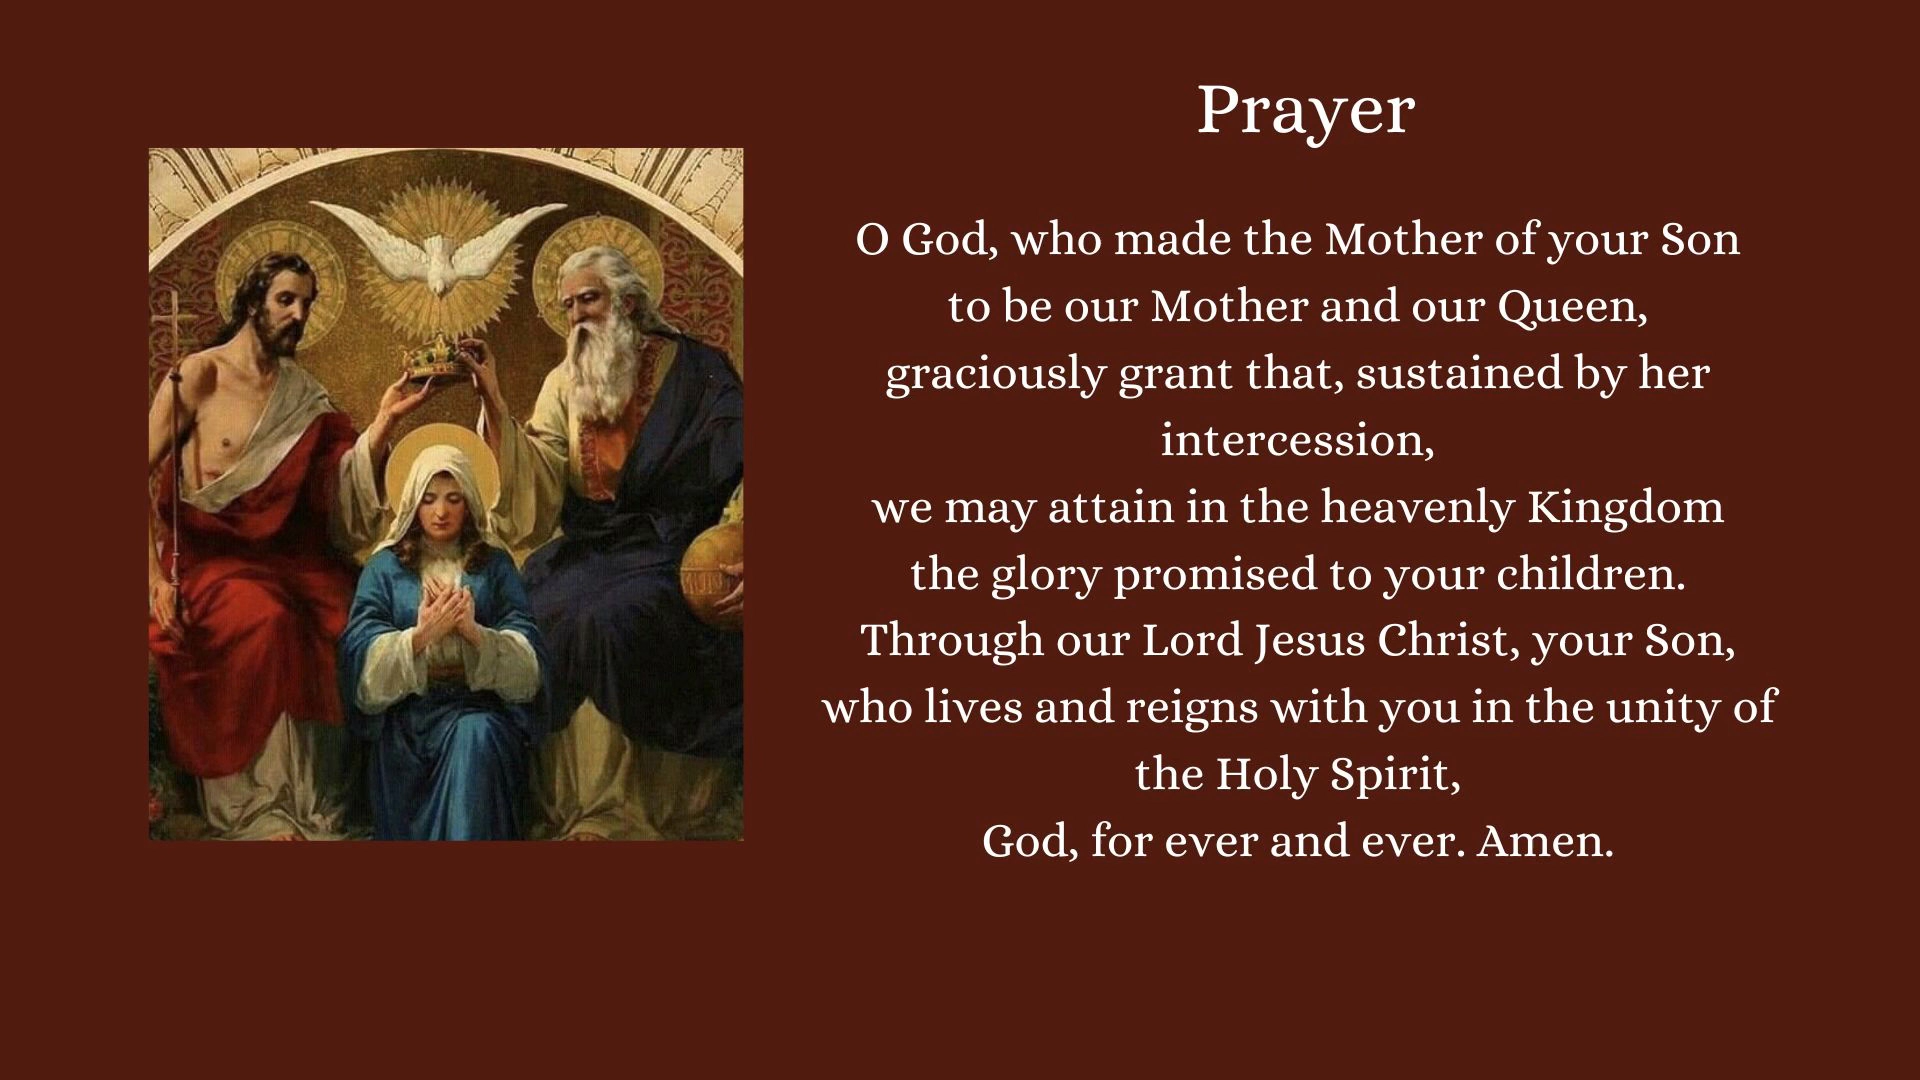 Prayer
O God, who made the Mother of your Son
to be our Mother and our Queen,
graciously grant that, sustained by her
intercession,
we may attain in the heavenly Kingdom
the glory promised to your children.
Through our Lord Jesus Christ, your Son,
who lives and reigns with you in the unity of
the Holy Spirit,
God, for ever and ever. Amen.